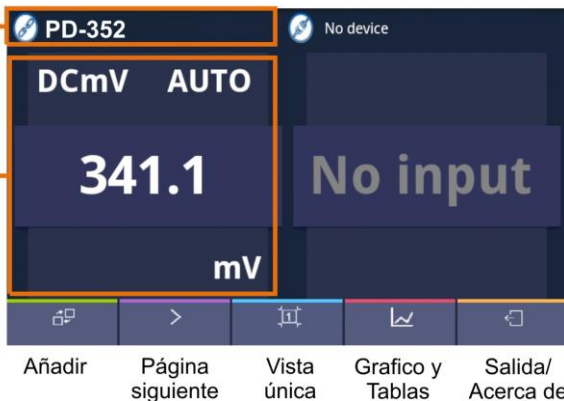 PD-352
No device
DCmV AUTO
341.1
No input
mV
1
Añadir
Página
siguiente
Vista
única
Grafico y
Tablas
Salida/
Acerca de